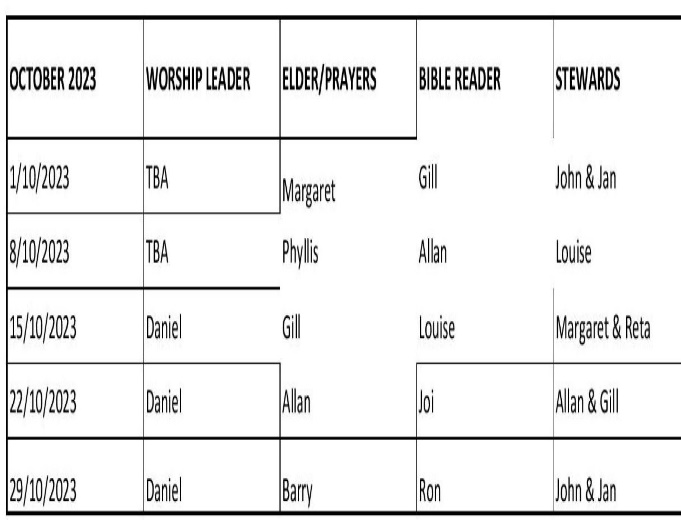 OCTOBER 2023 WORSHIP LEADER ELDER/PRAYERS BIBLE READER STEWARDS
1/10/2023 TBA Margaret Gill John & Jan
8/10/2023 TBA Phyllis Allan Louise
15/10/2023 Daniel Gill Louise Margaret & Reta
22/10/2023 Daniel Allan Joi Allan & Gill
29/10/2023 Daniel Barry Ron John & Jan